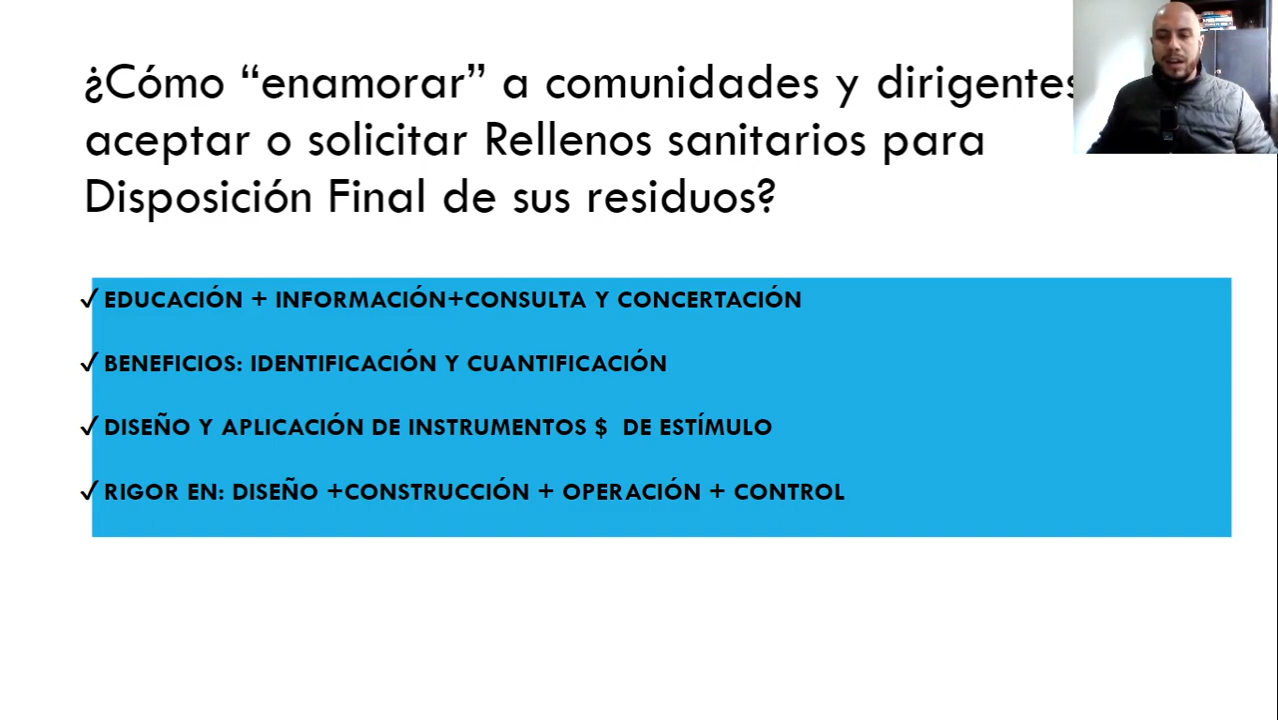 ¿Cómo “enamorar” a comunidades y dirigentes
aceptar o solicitar Rellenos sanitarios para
Disposición Final de sus residuos?
✓EDUCACIÓN + INFORMACIÓN+CONSULTA Y CONCERTACIÓN
✓BENEFICIOS: IDENTIFICACIÓN Y CUANTIFICACIÓN
✓DISEÑO Y APLICACIÓN DE INSTRUMENTOS $ DE ESTÍMULO
✓RIGOR EN: DISEÑO +CONSTRUCCIÓN + OPERACIÓN + CONTROL